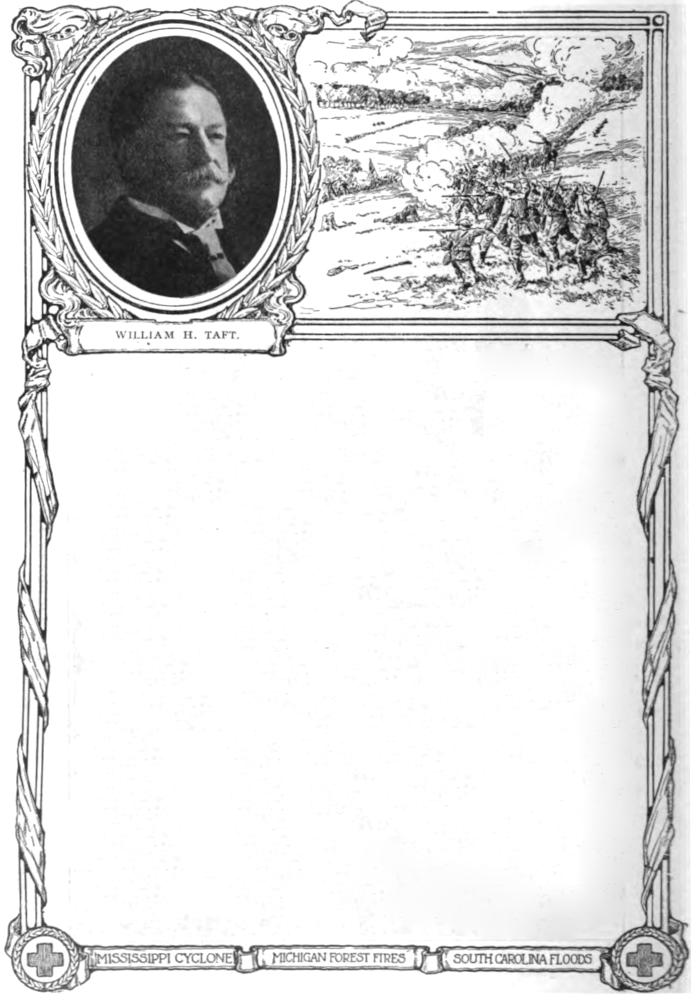 WILLIAM H. TAFT.
MISSISSIPPI CYCLONE
MICHIGAN FOREST FIRES
SOUTH CAROLINA FLOODS